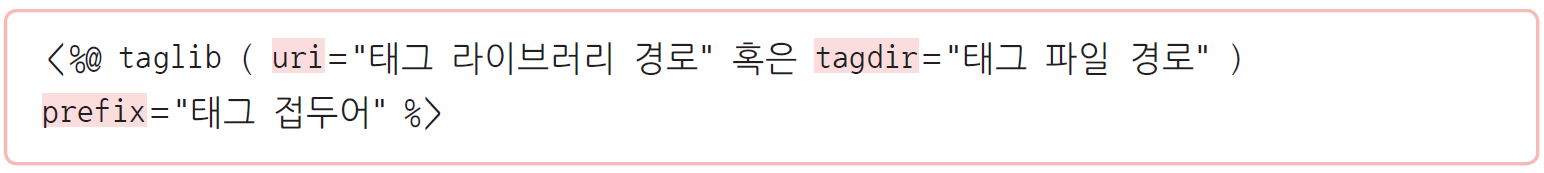 <%@ taglib ( uri="태그 라이브러리 경로" 혹은 tagdir="태그 파일 경로" )
prefix="태그 접두어" %>